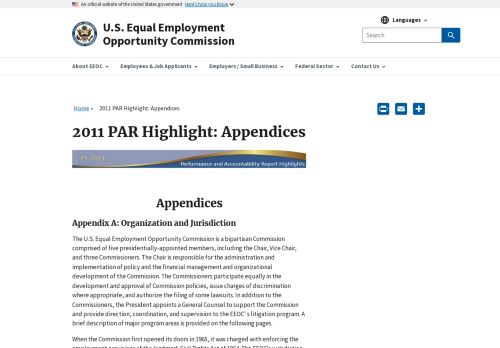 An official website of the United States government Here's how you know
U.S. Equal Employment
Opportunity Commission
Languages
Search
About EEOC
Employees & Job Applicants
Employers / Small Business
Federal Sector
Contact Us
Home » 2011 PAR Highlight: Appendices
2011 PAR Highlight: Appendices
FY 2011
Performance and Accountability Report Highlights
Appendices
Appendix A: Organization and Jurisdiction
The U.S. Equal Employment Opportunity Commission is a bipartisan Commission
comprised of five presidentially-appointed members, including the Chair, Vice Chair,
and three Commissioners. The Chair is responsible for the administration and
implementation of policy and the financial management and organizational
development of the Commission. The Commissioners participate equally in the
development and approval of Commission policies, issue charges of discrimination
where appropriate, and authorize the filing of some lawsuits. In addition to the
Commissioners, the President appoints a General Counsel to support the Commission
and provide direction, coordination, and supervision to the EEOC`s litigation program. A
brief description of major program areas is provided on the following pages.
When the Commission first opened its doors in 1965, it was charged with enforcing the